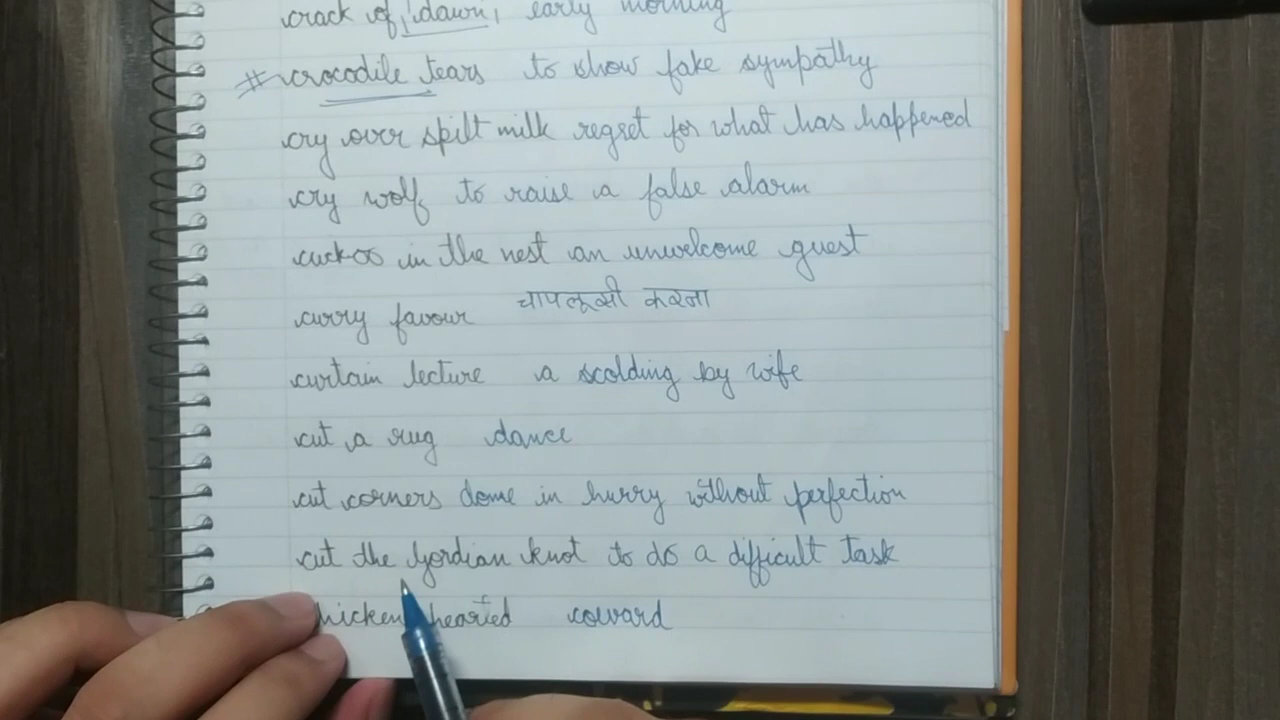 crack of dawn, early morning
# crocodile tears to show fake sympathy
cry over spilt milk regret for what has happened
cry wolf to raise a false alarm
cuckoo in the nest an unwelcome guest
curry favour चापलूसी करना
curtain lecture a scolding by wife
cut a rug dance
cut corners done in hurry without perfection
cut the Gordian knot to do a difficult task
hicken hearted coward